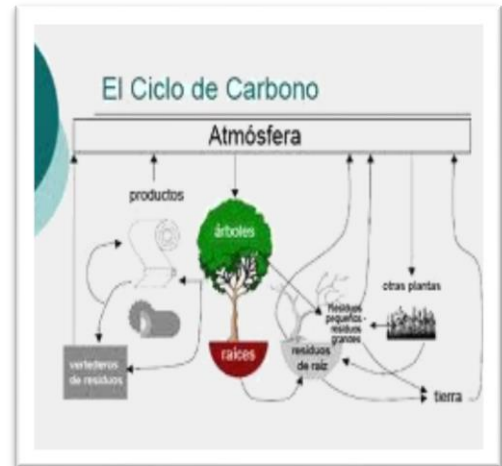 El Ciclo de Carbono
Atmósfera
productos
árboles
otras plantas
Residuos
pequeños -
residuos
grandes
raíces
residuos
de raíz
vertederos
de residuos
tierra